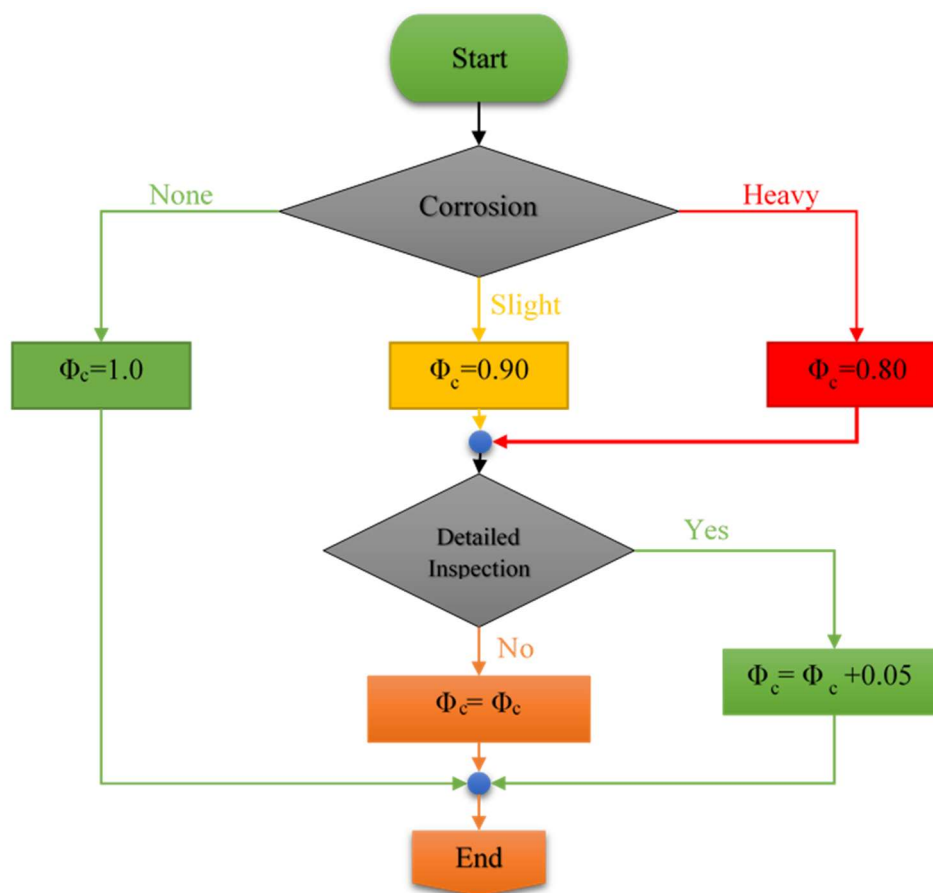 Start
None
Corrosion
Heavy
Slight
Φc=1.0
Φc=0.90
Φc=0.80
Detailed
Inspection
Yes
No
Φc= Φc +0.05
Φc= Φc
End